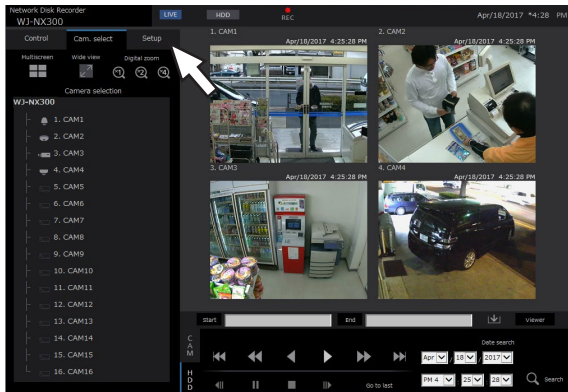 Network Disk Recorder
WJ-NX300
LIVE
HDD
REC
Apr/18/2017 *4:28 PM
Control
Cam. select
Setup
Multiscreen
Wide view
Digital zoom
x1
x2
x4
Camera selection
WJ-NX300
1. CAM1
2. CAM2
3. CAM3
4. CAM4
5. CAM5
6. CAM6
7. CAM7
8. CAM8
9. CAM9
10. CAM10
11. CAM11
12. CAM12
13. CAM13
14. CAM14
15. CAM15
16. CAM16
1. CAM1
Apr/18/2017 4:25:28 PM
2. CAM2
Apr/18/2017 4:25:28 PM
3. CAM3
Apr/18/2017 4:25:28 PM
4. CAM4
Apr/18/2017 4:25:28 PM
Start
End
Viewer
CAM
HDD
Go to last
Date search
Apr / 18 / 2017
PM 4 : 25 : 28
Search